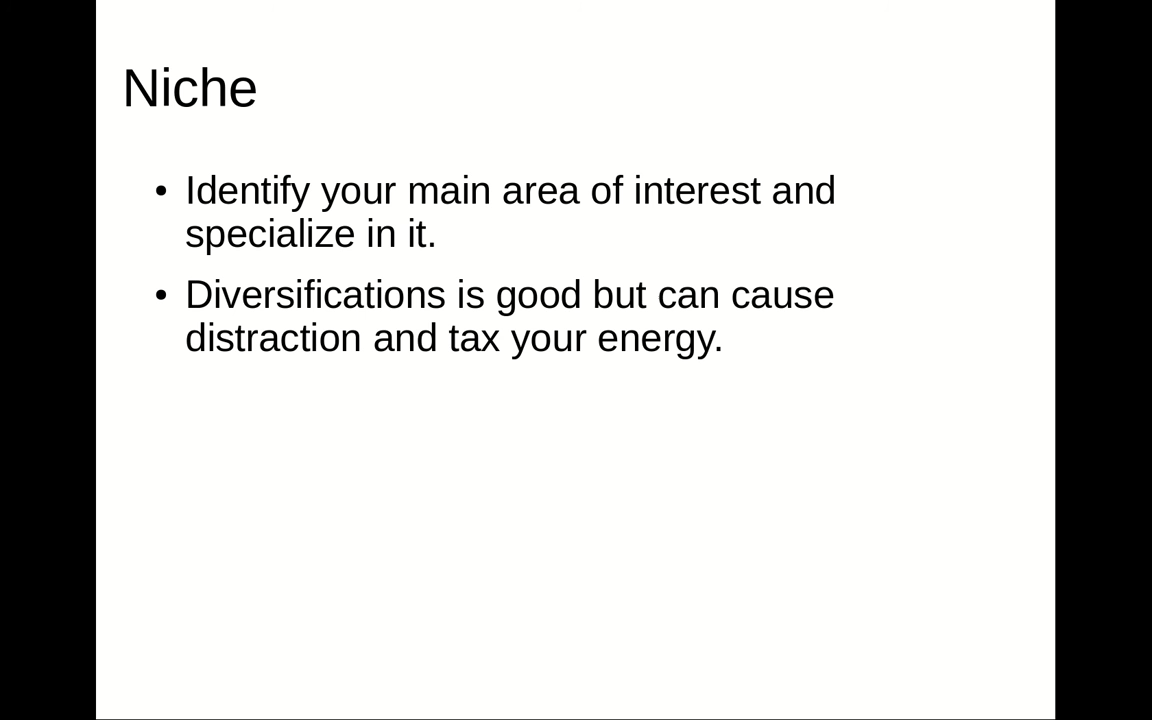 Niche
• Identify your main area of interest and
specialize in it.
• Diversifications is good but can cause
distraction and tax your energy.